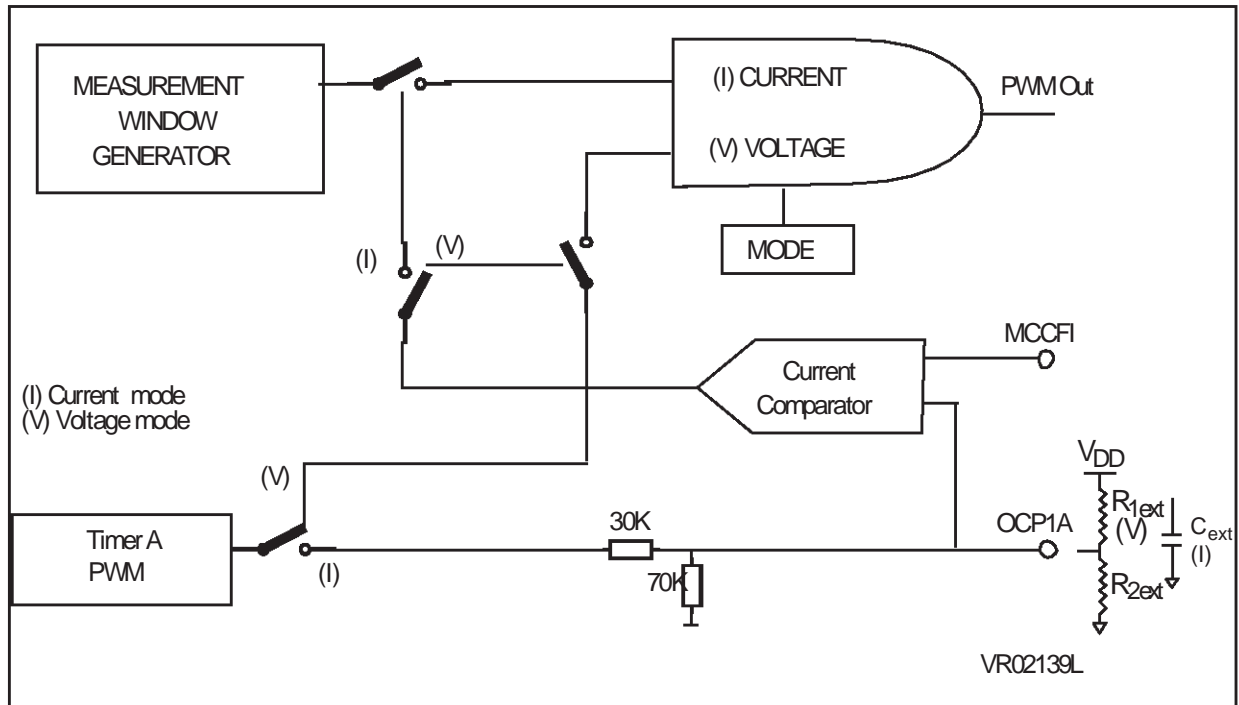 MEASUREMENT
WINDOW
GENERATOR
(I) CURRENT
(V) VOLTAGE
PWM Out
MODE
(I)
(V)
MCCFI
Current
Comparator
(I) Current mode
(V) Voltage mode
(V)
Timer A
PWM
(I)
30K
70K
OCP1A
VDD
R1ext
(V)
R2ext
Cext
(I)
VR02139L